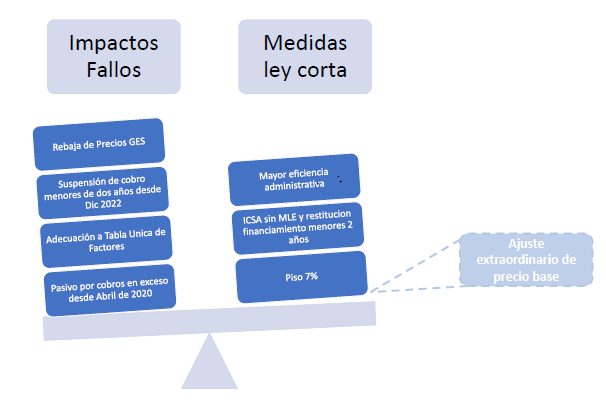 Impactos
Fallos
Medidas
ley corta
Rebaja de Precios GES
Suspensión de cobro
menores de dos años desde
Dic 2022
Adecuación a Tabla Unica de
Factores
Pasivo por cobros en exceso
desde Abril de 2020
Mayor eficiencia
administrativa
ICSA sin MLE y restitucion
financiamiento menores 2
años
Piso 7%
Ajuste
extraordinario de
precio base